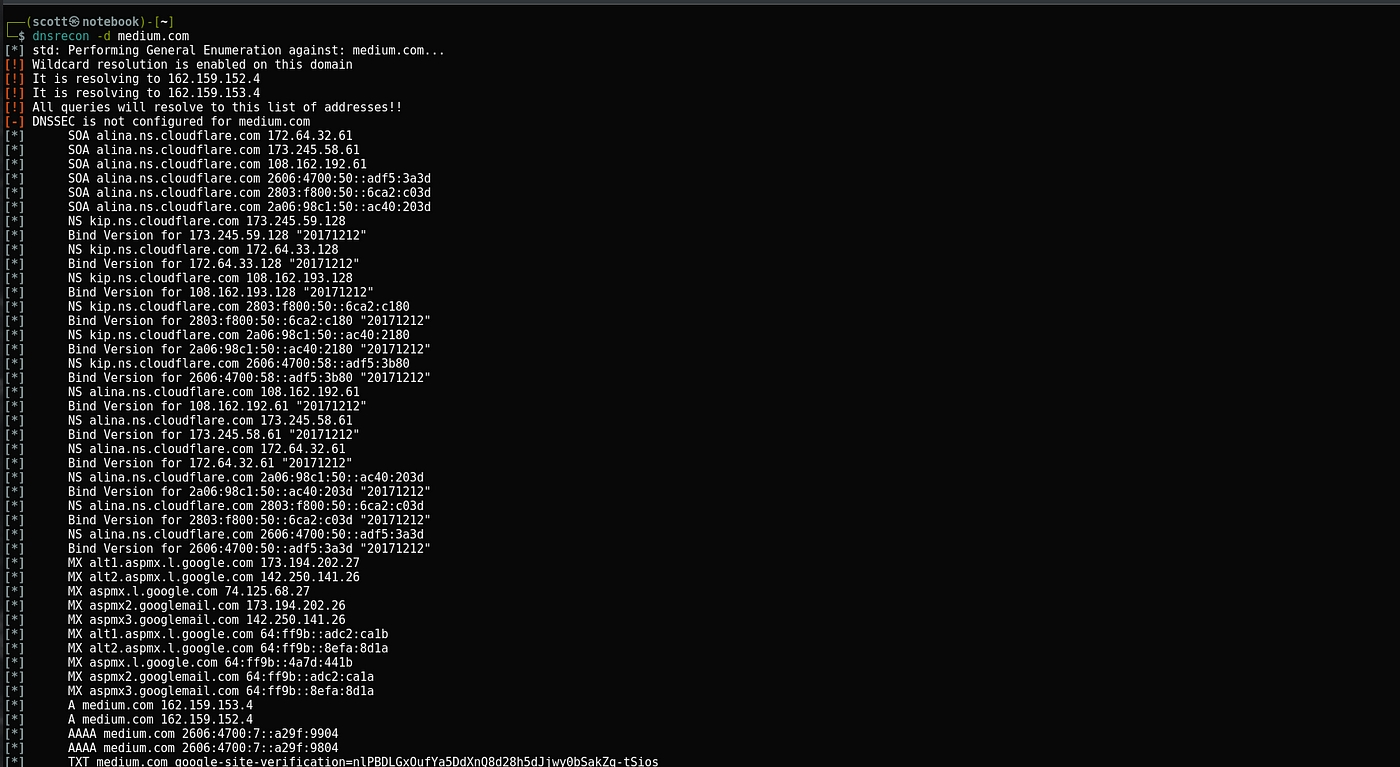 ┌──(scott㉿notebook)-[~]
└─$ dnsrecon -d medium.com
[*] std: Performing General Enumeration against: medium.com...
[!] Wildcard resolution is enabled on this domain
[!] It is resolving to 162.159.152.4
[!] It is resolving to 162.159.153.4
[!] All queries will resolve to this list of addresses!!
[-] DNSSEC is not configured for medium.com
[*] SOA alina.ns.cloudflare.com 172.64.32.61
[*] SOA alina.ns.cloudflare.com 173.245.58.61
[*] SOA alina.ns.cloudflare.com 108.162.192.61
[*] SOA alina.ns.cloudflare.com 2606:4700:50::adf5:3a3d
[*] SOA alina.ns.cloudflare.com 2803:f800:50::6ca2:c03d
[*] SOA alina.ns.cloudflare.com 2a06:98c1:50::ac40:203d
[*] NS kip.ns.cloudflare.com 173.245.59.128
[*] Bind Version for 173.245.59.128 "20171212"
[*] NS kip.ns.cloudflare.com 172.64.33.128
[*] Bind Version for 172.64.33.128 "20171212"
[*] NS kip.ns.cloudflare.com 108.162.193.128
[*] Bind Version for 108.162.193.128 "20171212"
[*] NS kip.ns.cloudflare.com 2803:f800:50::6ca2:c180
[*] Bind Version for 2803:f800:50::6ca2:c180 "20171212"
[*] NS kip.ns.cloudflare.com 2a06:98c1:50::ac40:2180
[*] Bind Version for 2a06:98c1:50::ac40:2180 "20171212"
[*] NS kip.ns.cloudflare.com 2606:4700:58::adf5:3b80
[*] Bind Version for 2606:4700:58::adf5:3b80 "20171212"
[*] NS alina.ns.cloudflare.com 108.162.192.61
[*] Bind Version for 108.162.192.61 "20171212"
[*] NS alina.ns.cloudflare.com 173.245.58.61
[*] Bind Version for 173.245.58.61 "20171212"
[*] NS alina.ns.cloudflare.com 172.64.32.61
[*] Bind Version for 172.64.32.61 "20171212"
[*] NS alina.ns.cloudflare.com 2a06:98c1:50::ac40:203d
[*] Bind Version for 2a06:98c1:50::ac40:203d "20171212"
[*] NS alina.ns.cloudflare.com 2803:f800:50::6ca2:c03d
[*] Bind Version for 2803:f800:50::6ca2:c03d "20171212"
[*] NS alina.ns.cloudflare.com 2606:4700:50::adf5:3a3d
[*] Bind Version for 2606:4700:50::adf5:3a3d "20171212"
[*] MX alt1.aspmx.l.google.com 173.194.202.27
[*] MX alt2.aspmx.l.google.com 142.250.141.26
[*] MX aspmx.l.google.com 74.125.68.27
[*] MX aspmx2.googlemail.com 173.194.202.26
[*] MX aspmx3.googlemail.com 142.250.141.26
[*] MX alt1.aspmx.l.google.com 64:ff9b::adc2:ca1b
[*] MX alt2.aspmx.l.google.com 64:ff9b::8efa:8d1a
[*] MX aspmx.l.google.com 64:ff9b::4a7d:441b
[*] MX aspmx2.googlemail.com 64:ff9b::adc2:ca1a
[*] MX aspmx3.googlemail.com 64:ff9b::8efa:8d1a
[*] A medium.com 162.159.153.4
[*] A medium.com 162.159.152.4
[*] AAAA medium.com 2606:4700:7::a29f:9904
[*] AAAA medium.com 2606:4700:7::a29f:9804
[*] TXT medium.com google-site-verification=nlPBDLGxOufYa5DdXnQ8d28h5dJjwy0bSakZg-tSios